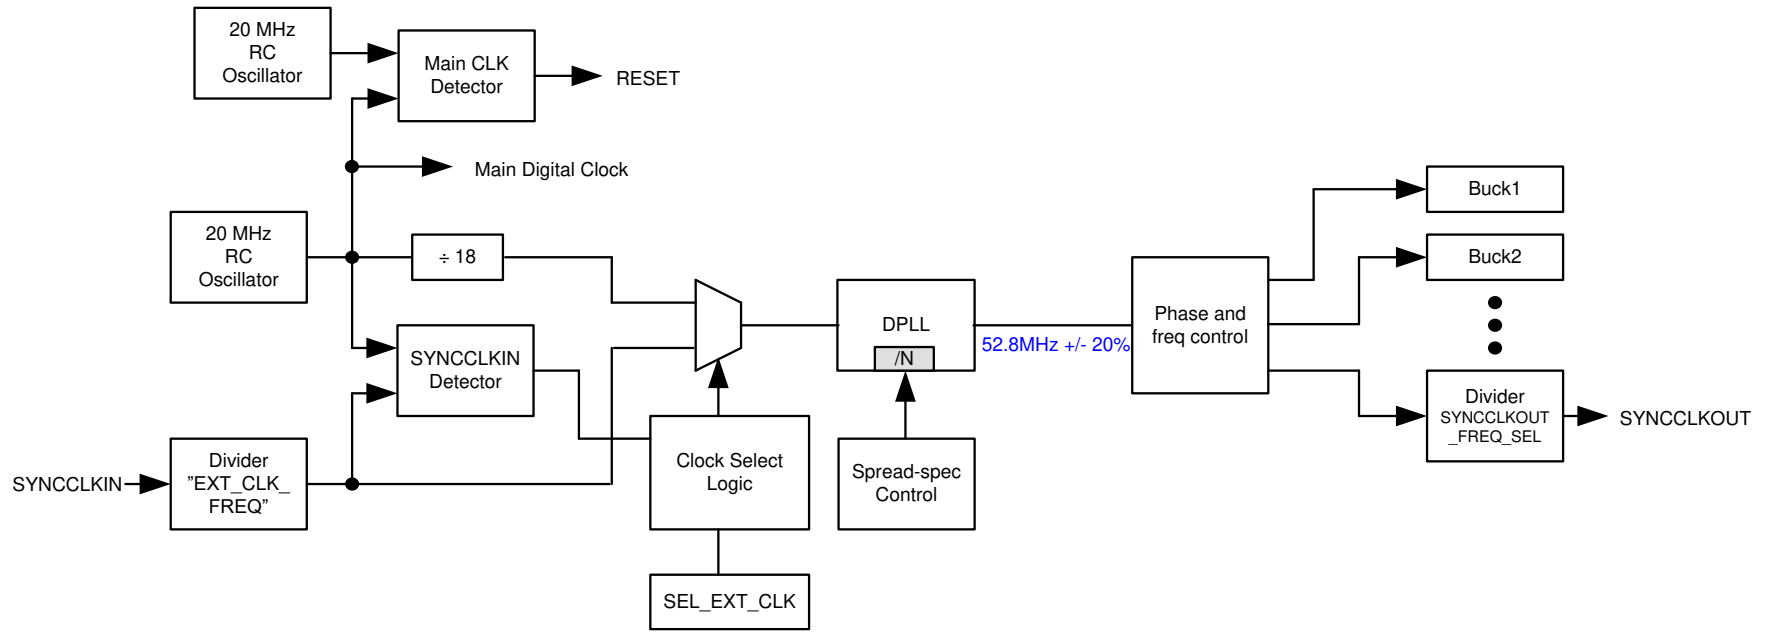 20 MHz
RC
Oscillator
Main CLK
Detector
RESET
Main Digital Clock
20 MHz
RC
Oscillator
÷ 18
SYNCCLKIN
Detector
SYNCCLKIN
Divider
”EXT_CLK_
FREQ”
Clock Select
Logic
SEL_EXT_CLK
DPLL
/N
Spread-spec
Control
52.8MHz +/- 20%
Phase and
freq control
Buck1
Buck2
Divider
SYNCCLKOUT
_FREQ_SEL
SYNCCLKOUT